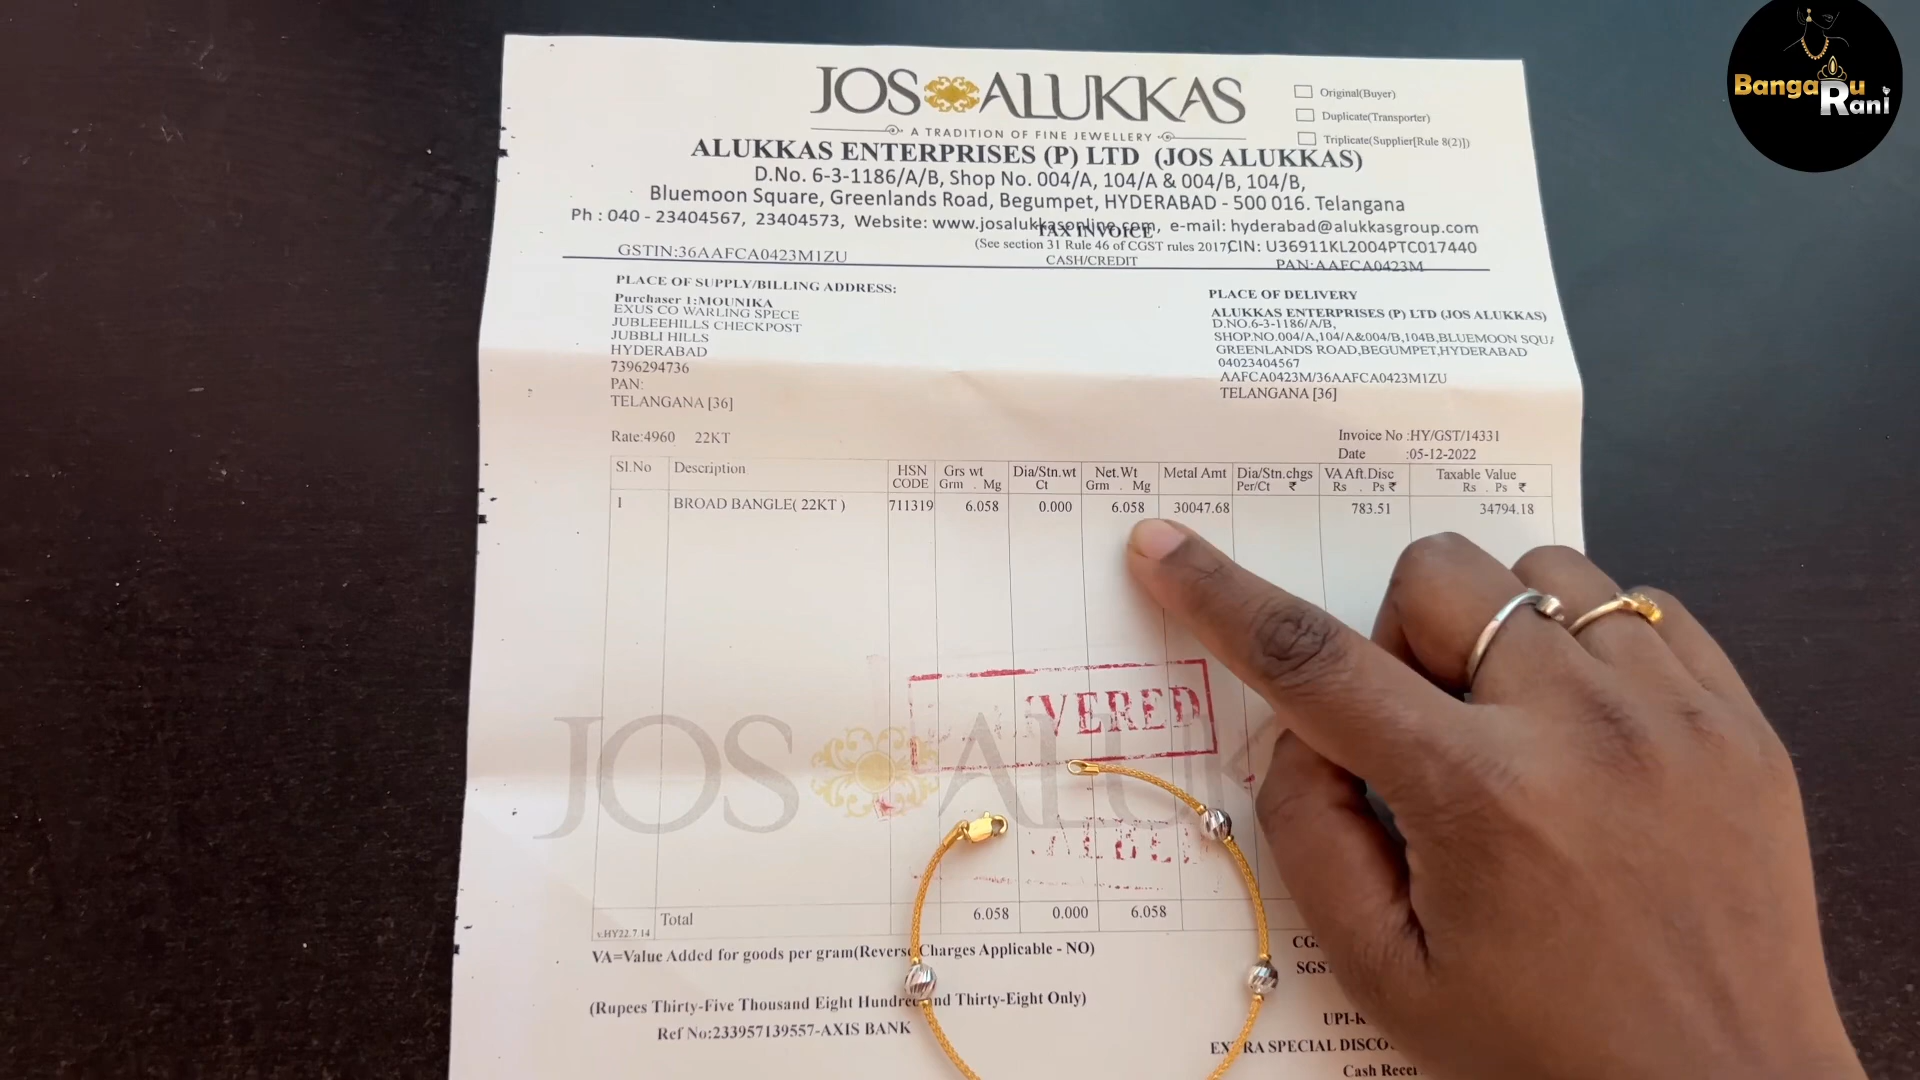 BangaRu
Rani
JOS ALUKKAS
A TRADITION OF FINE JEWELLERY
Original(Buyer)
Duplicate(Transporter)
Triplicate(Supplier[Rule 8(2)])
ALUKKAS ENTERPRISES (P) LTD (JOS ALUKKAS)
D.No. 6-3-1186/A/B, Shop No. 004/A, 104/A & 004/B, 104/B,
Bluemoon Square, Greenlands Road, Begumpet, HYDERABAD - 500 016. Telangana
Ph : 040 - 23404567, 23404573, Website: www.josalukkasonline.com, e-mail: hyderabad@alukkasgroup.com
TAX INVOICE
(See section 31 Rule 46 of CGST rules 2017) CIN: U36911KL2004PTC017440
GSTIN:36AAFCA0423M1ZU CASH/CREDIT PAN:AAFCA0423M
PLACE OF SUPPLY/BILLING ADDRESS:
Purchaser 1:MOUNIKA
EXUS CO WARLING SPECE
JUBLEEHILLS CHECKPOST
JUBBLI HILLS
HYDERABAD
7396294736
PAN:
TELANGANA [36]
PLACE OF DELIVERY
ALUKKAS ENTERPRISES (P) LTD (JOS ALUKKAS)
D.NO.6-3-1186/A/B,
SHOP.NO.004/A,104/A&004/B,104B,BLUEMOON SQUA
GREENLANDS ROAD,BEGUMPET,HYDERABAD
04023404567
AAFCA0423M/36AAFCA0423M1ZU
TELANGANA [36]
Rate:4960 22KT
Invoice No :HY/GST/14331
Date :05-12-2022
Sl.No Description HSN CODE Grs wt Grm . Mg Dia/Stn.wt Ct Net.Wt Grm . Mg Metal Amt Dia/Stn.chgs Per/Ct ₹ VA Aft.Disc Rs . Ps ₹ Taxable Value Rs . Ps ₹
1 BROAD BANGLE( 22KT ) 711319 6.058 0.000 6.058 30047.68 783.51 34794.18
VERED
JOS ALUK
Total 6.058 0.000 6.058
v.HY22.7.14
VA=Value Added for goods per gram(Reverse Charges Applicable - NO)
(Rupees Thirty-Five Thousand Eight Hundred and Thirty-Eight Only)
Ref No:233957139557-AXIS BANK
CG
SGS
UPI-K
EXTRA SPECIAL DISCO
Cash Recei